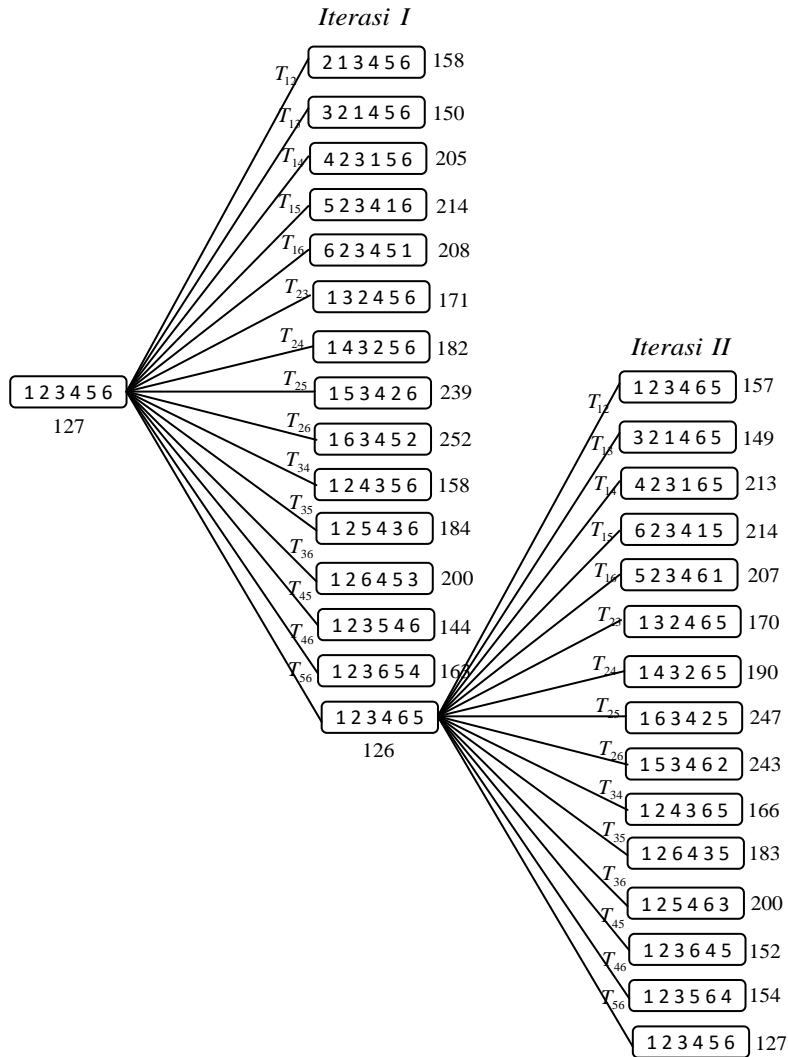 Iterasi I
T12
2 1 3 4 5 6 158
T13
3 2 1 4 5 6 150
T14
4 2 3 1 5 6 205
T15
5 2 3 4 1 6 214
T16
6 2 3 4 5 1 208
T23
1 3 2 4 5 6 171
T24
1 4 3 2 5 6 182
1 2 3 4 5 6
127
T25
1 5 3 4 2 6 239
T26
1 6 3 4 5 2 252
T34
1 2 4 3 5 6 158
T35
1 2 5 4 3 6 184
T36
1 2 6 4 5 3 200
T45
1 2 3 5 4 6 144
T46
1 2 3 6 5 4 163
T56
1 2 3 4 6 5
126
Iterasi II
T12
1 2 3 4 6 5 157
T13
3 2 1 4 6 5 149
T14
4 2 3 1 6 5 213
T15
6 2 3 4 1 5 214
T16
5 2 3 4 6 1 207
T23
1 3 2 4 6 5 170
T24
1 4 3 2 6 5 190
T25
1 6 3 4 2 5 247
T26
1 5 3 4 6 2 243
T34
1 2 4 3 6 5 166
T35
1 2 6 4 3 5 183
T36
1 2 5 4 6 3 200
T45
1 2 3 6 4 5 152
T46
1 2 3 5 6 4 154
T56
1 2 3 4 5 6 127